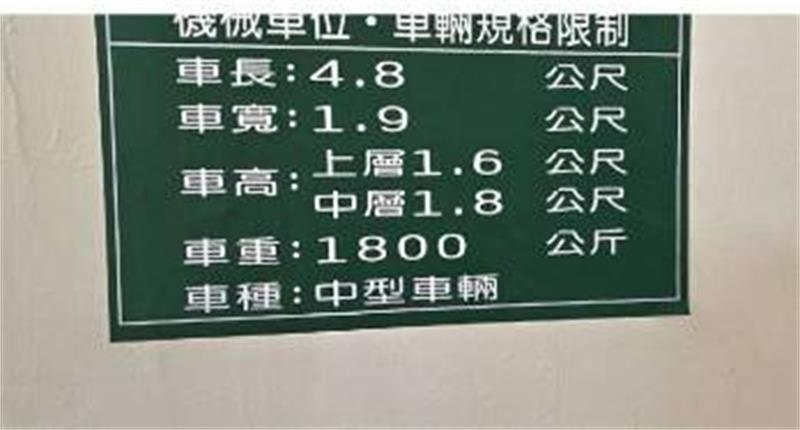 機械車位・車輛規格限制
車長:4.8 公尺
車寬:1.9 公尺
車高:上層1.6 公尺
中層1.8 公尺
車重:1800 公斤
車種:中型車輛